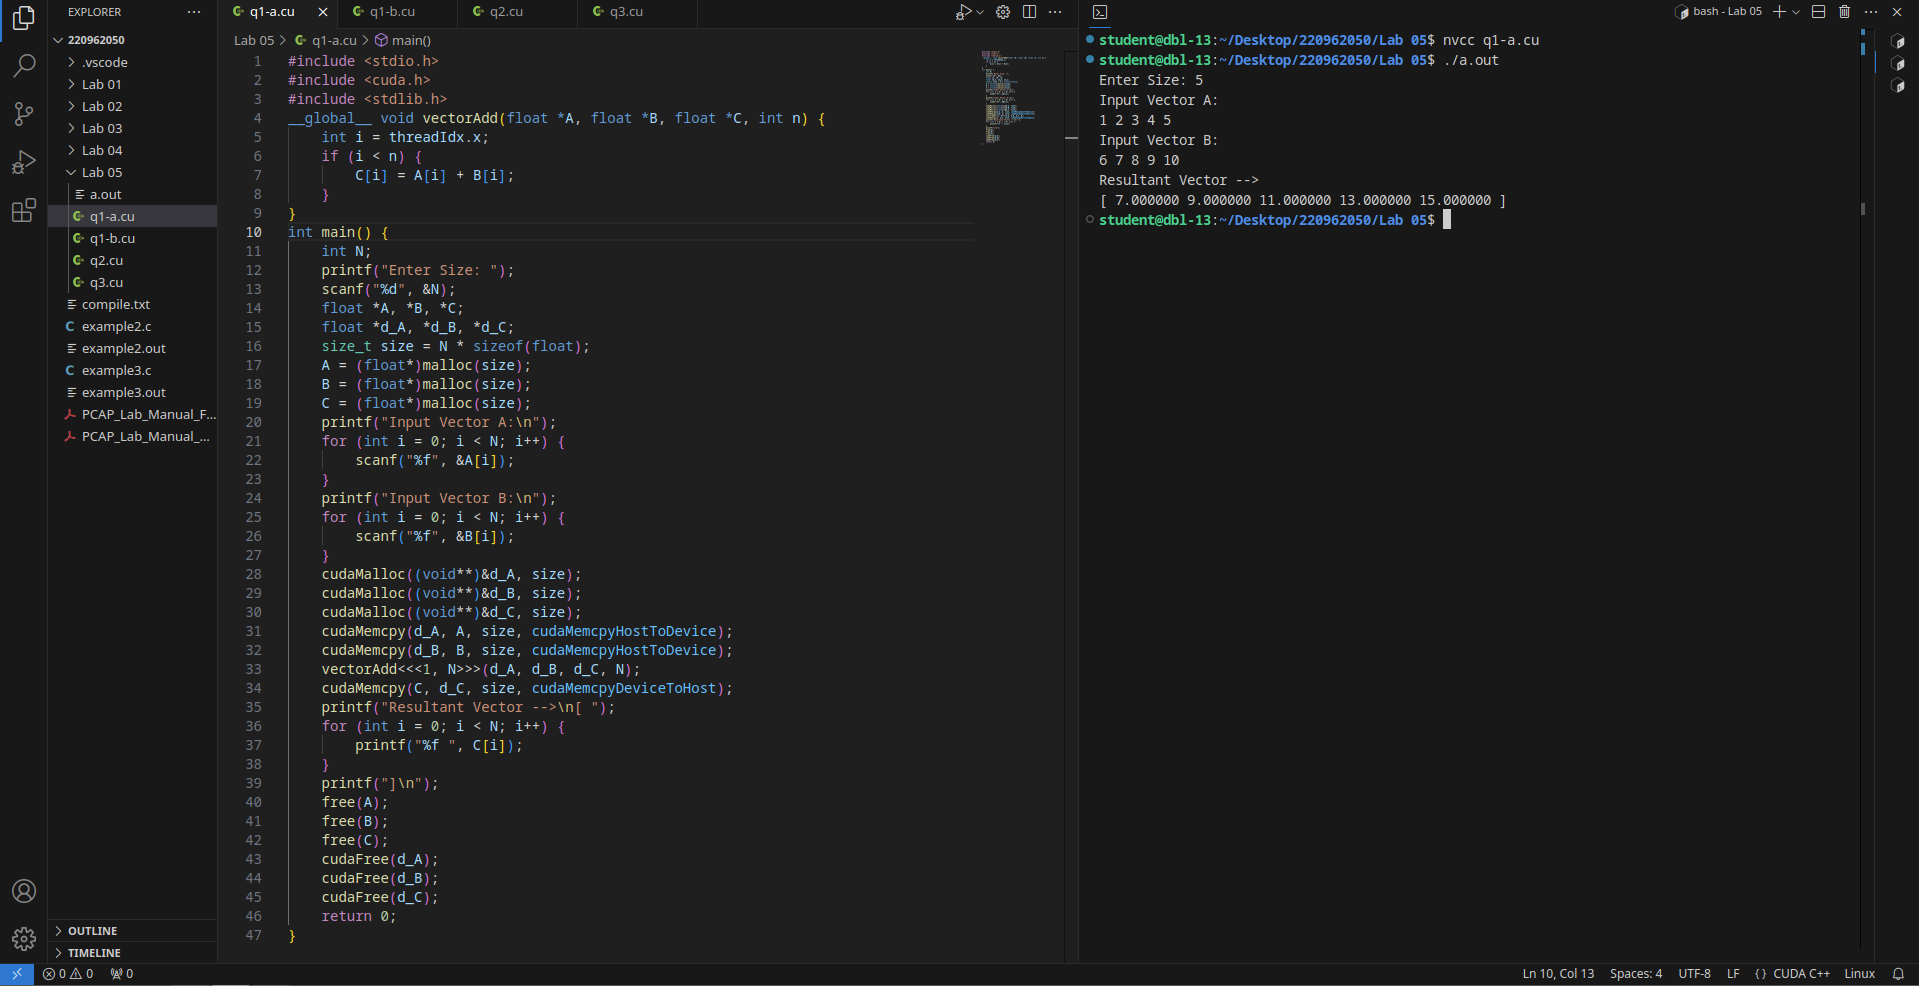 EXPLORER
220962050
.vscode
Lab 01
Lab 02
Lab 03
Lab 04
Lab 05
a.out
q1-a.cu
q1-b.cu
q2.cu
q3.cu
compile.txt
example2.c
example2.out
example3.c
example3.out
PCAP_Lab_Manual_F...
PCAP_Lab_Manual_...
OUTLINE
TIMELINE
q1-a.cu q1-b.cu q2.cu q3.cu
Lab 05 > q1-a.cu > main()
1 #include <stdio.h>
2 #include <cuda.h>
3 #include <stdlib.h>
4 __global__ void vectorAdd(float *A, float *B, float *C, int n) {
5 int i = threadIdx.x;
6 if (i < n) {
7 C[i] = A[i] + B[i];
8 }
9 }
10 int main() {
11 int N;
12 printf("Enter Size: ");
13 scanf("%d", &N);
14 float *A, *B, *C;
15 float *d_A, *d_B, *d_C;
16 size_t size = N * sizeof(float);
17 A = (float*)malloc(size);
18 B = (float*)malloc(size);
19 C = (float*)malloc(size);
20 printf("Input Vector A:\n");
21 for (int i = 0; i < N; i++) {
22 scanf("%f", &A[i]);
23 }
24 printf("Input Vector B:\n");
25 for (int i = 0; i < N; i++) {
26 scanf("%f", &B[i]);
27 }
28 cudaMalloc((void**)&d_A, size);
29 cudaMalloc((void**)&d_B, size);
30 cudaMalloc((void**)&d_C, size);
31 cudaMemcpy(d_A, A, size, cudaMemcpyHostToDevice);
32 cudaMemcpy(d_B, B, size, cudaMemcpyHostToDevice);
33 vectorAdd<<<1, N>>>(d_A, d_B, d_C, N);
34 cudaMemcpy(C, d_C, size, cudaMemcpyDeviceToHost);
35 printf("Resultant Vector -->\n[ ");
36 for (int i = 0; i < N; i++) {
37 printf("%f ", C[i]);
38 }
39 printf("]\n");
40 free(A);
41 free(B);
42 free(C);
43 cudaFree(d_A);
44 cudaFree(d_B);
45 cudaFree(d_C);
46 return 0;
47 }
bash - Lab 05
student@dbl-13:~/Desktop/220962050/Lab 05$ nvcc q1-a.cu
student@dbl-13:~/Desktop/220962050/Lab 05$ ./a.out
Enter Size: 5
Input Vector A:
1 2 3 4 5
Input Vector B:
6 7 8 9 10
Resultant Vector -->
[ 7.000000 9.000000 11.000000 13.000000 15.000000 ]
student@dbl-13:~/Desktop/220962050/Lab 05$
0 0 0
Ln 10, Col 13 Spaces: 4 UTF-8 LF {} CUDA C++ Linux